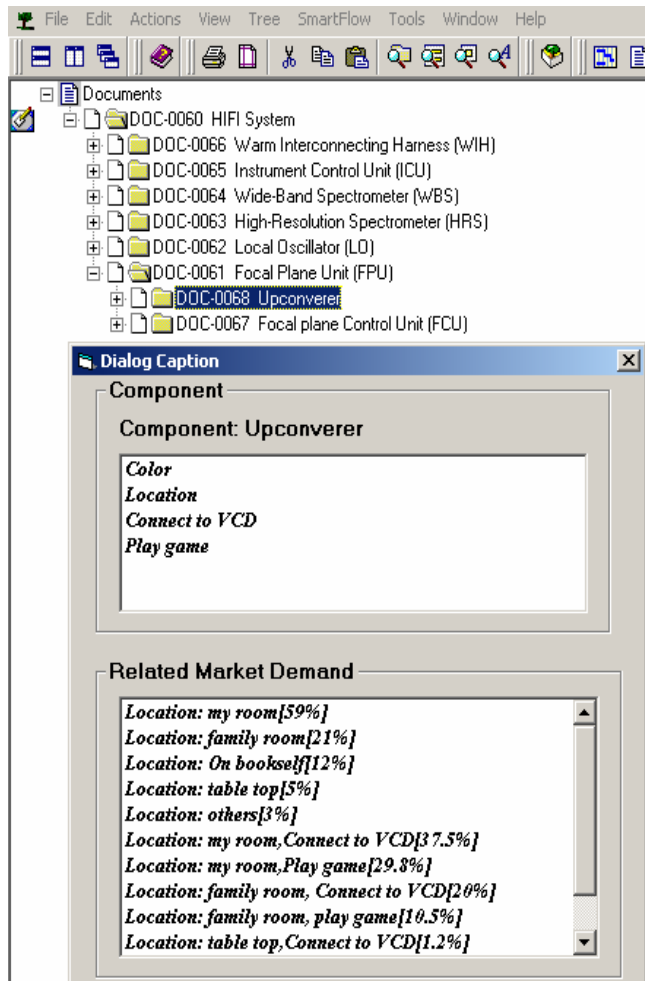 File Edit Actions View Tree SmartFlow Tools Window Help
Documents
DOC-0060 HIFI System
DOC-0066 Warm Interconnecting Harness (WIH)
DOC-0065 Instrument Control Unit (ICU)
DOC-0064 Wide-Band Spectrometer (WBS)
DOC-0063 High-Resolution Spectrometer (HRS)
DOC-0062 Local Oscillator (LO)
DOC-0061 Focal Plane Unit (FPU)
DOC-0068 Upconverer
DOC-0067 Focal plane Control Unit (FCU)
Dialog Caption
Component
Component: Upconverer
Color
Location
Connect to VCD
Play game
Related Market Demand
Location: my room[59%]
Location: family room[21%]
Location: On bookself[12%]
Location: table top[5%]
Location: others[3%]
Location: my room,Connect to VCD[37.5%]
Location: my room,Play game[29.8%]
Location: family room, Connect to VCD[20%]
Location: family room, play game[10.5%]
Location: table top,Connect to VCD[1.2%]